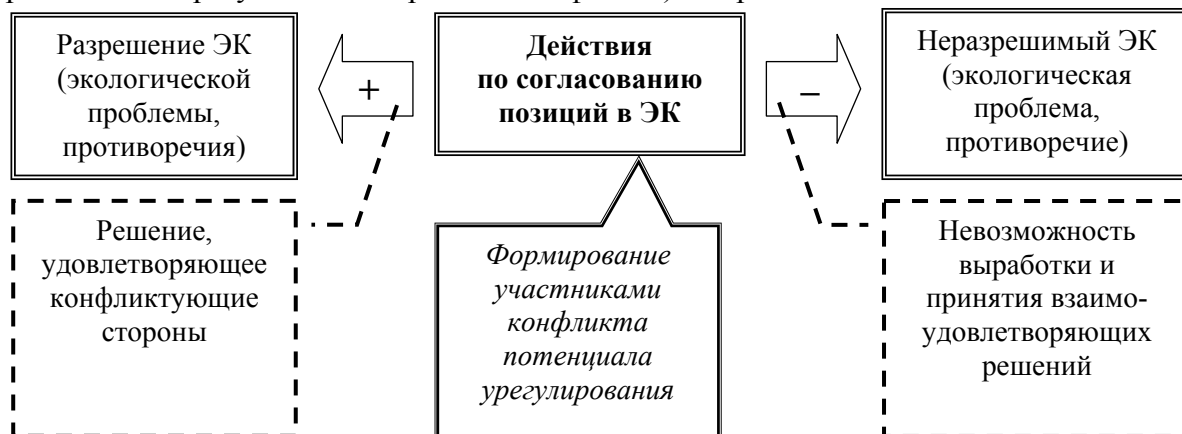 Разрешение ЭК
(экологической
проблемы,
противоречия)
+
Действия
по согласованию
позиций в ЭК
–
Неразрешимый ЭК
(экологическая
проблема,
противоречие)
Решение,
удовлетворяющее
конфликтующие
стороны
Формирование
участниками
конфликта
потенциала
урегулирования
Невозможность
выработки и
принятия взаимо-
удовлетворяющих
решений